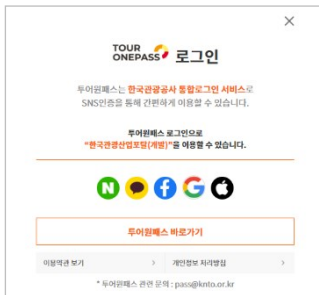 TOUR
ONEPASS 로그인
투어원패스는 한국관광공사 통합로그인 서비스로
SNS인증을 통해 간편하게 이용할 수 있습니다.
투어원패스 로그인으로
"한국관광산업포털(개발)"을 이용할 수 있습니다.
N TALK f G
투어원패스 바로가기
이용약관 보기 > 개인정보 처리방침 >
* 투어원패스 관련 문의 : pass@knto.or.kr